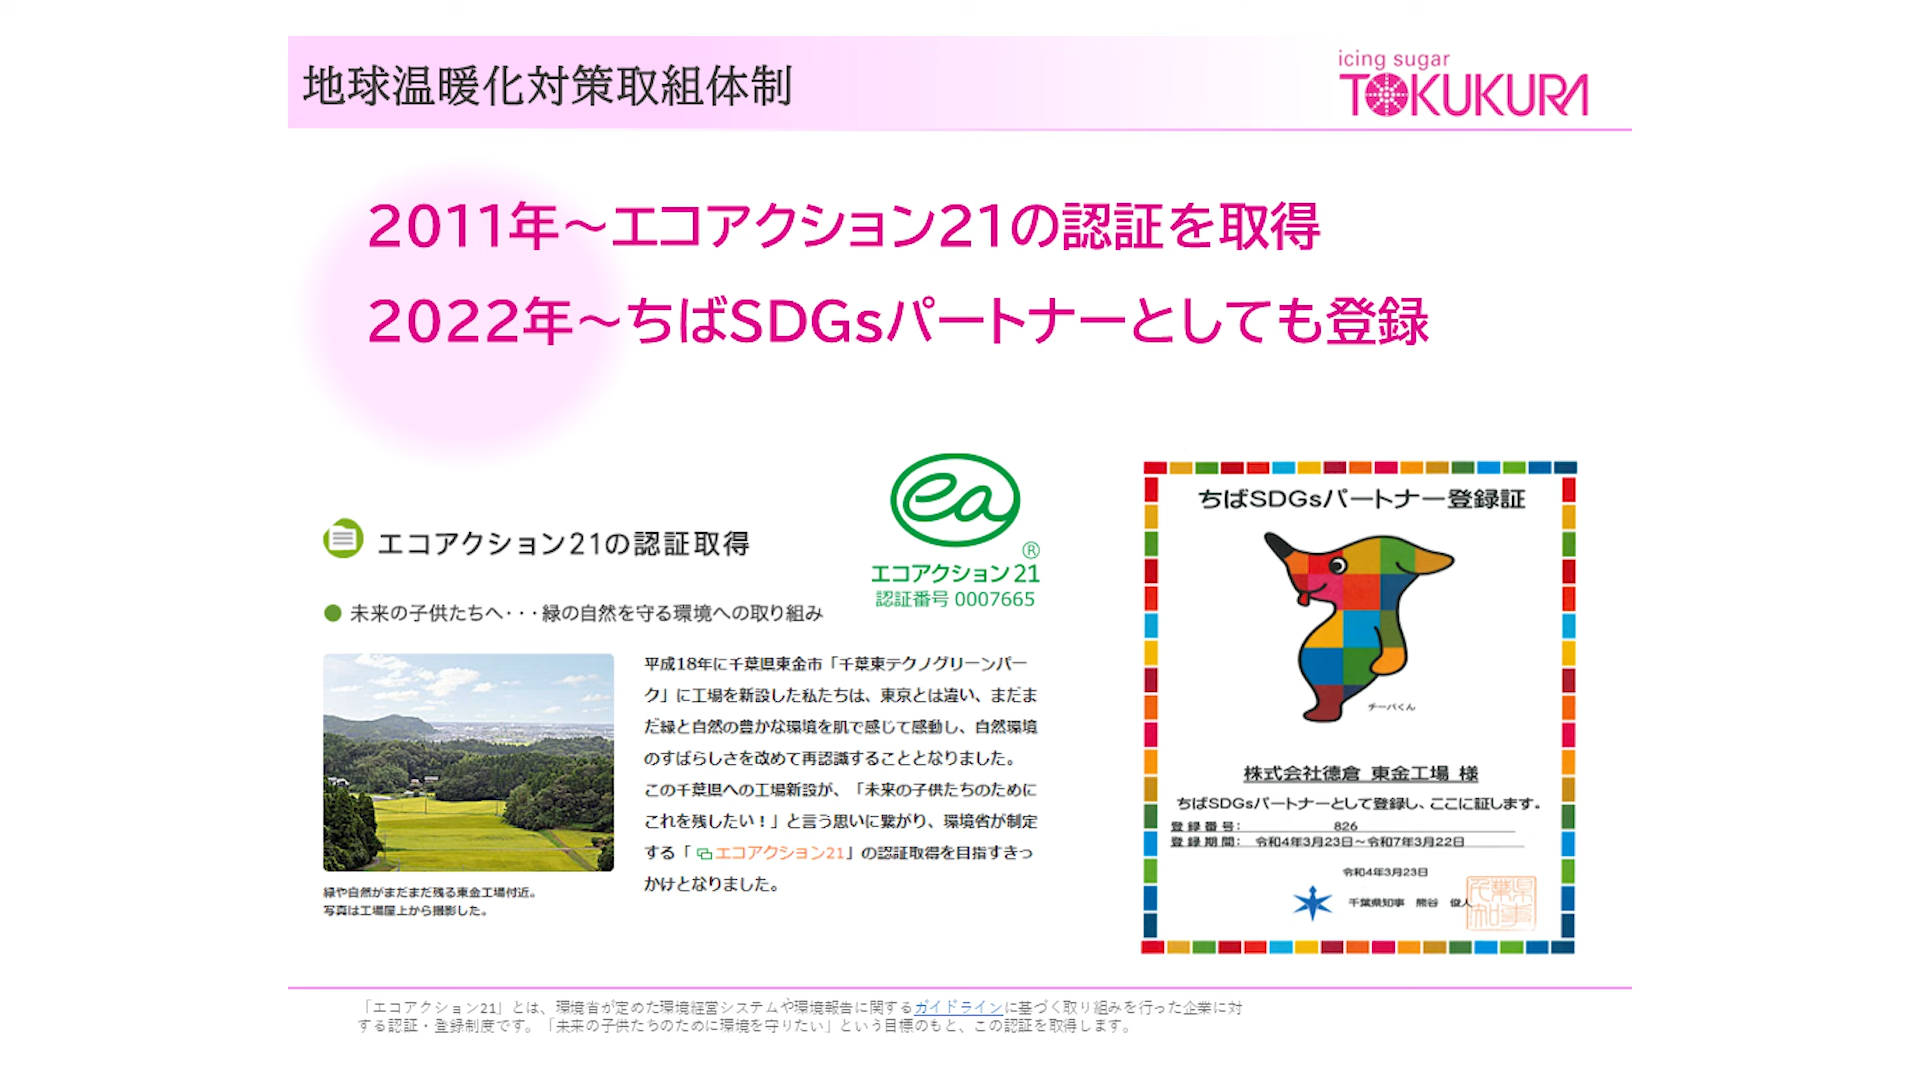 地球温暖化対策取組体制
icing sugar
TOKUKURA
2011年～エコアクション21の認証を取得
2022年～ちばSDGsパートナーとしても登録
エコアクション21の認証取得
未来の子供たちへ･･･緑の自然を守る環境への取り組み
緑や自然がまだまだ残る東金工場付近。
写真は工場屋上から撮影した。
平成18年に千葉県東金市「千葉東テクノグリーンパー
ク」に工場を新設した私たちは、東京とは違い、まだま
だ緑と自然の豊かな環境を肌で感じて感動し、自然環境
のすばらしさを改めて再認識することとなりました。
この千葉県への工場新設が、「未来の子供たちのために
これを残したい！」と言う思いに繋がり、環境省が制定
する「エコアクション21」の認証取得を目指すきっ
かけとなりました。
ea
®
エコアクション21
認証番号 0007665
ちばSDGsパートナー登録証
チーバくん
株式会社德倉 東金工場 様
ちばSDGsパートナーとして登録し、ここに証します。
登録番号： 826
登録期間： 令和4年3月23日～令和7年3月22日
令和4年3月23日
千葉県知事 熊谷 俊人
千葉県知事
「エコアクション21」とは、環境省が定めた環境経営システムや環境報告に関するガイドラインに基づく取り組みを行った企業に対
する認証・登録制度です。「未来の子供たちのために環境を守りたい」という目標のもと、この認証を取得します。